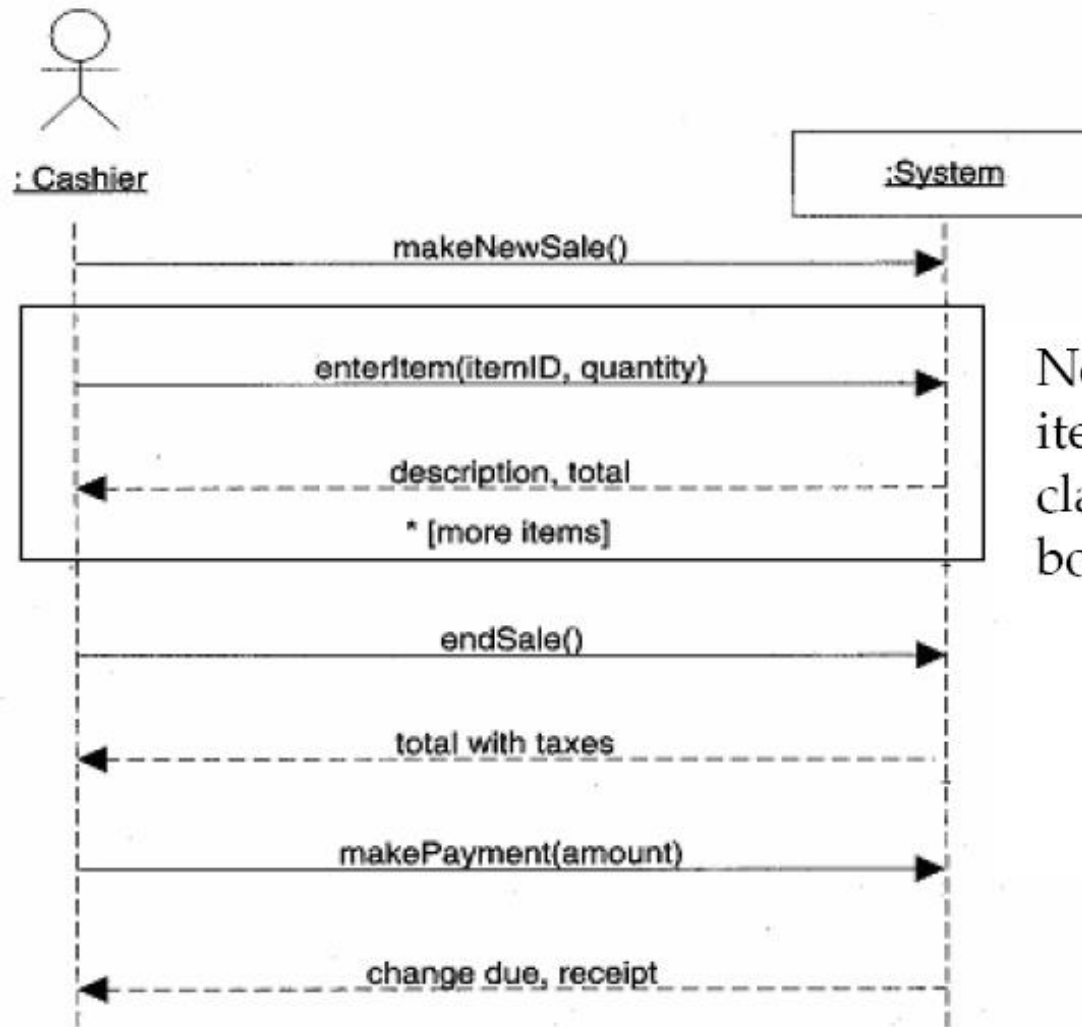 : Cashier
:System
makeNewSale()
enterItem(itemID, quantity)
description, total
* [more items]
endSale()
total with taxes
makePayment(amount)
change due, receipt